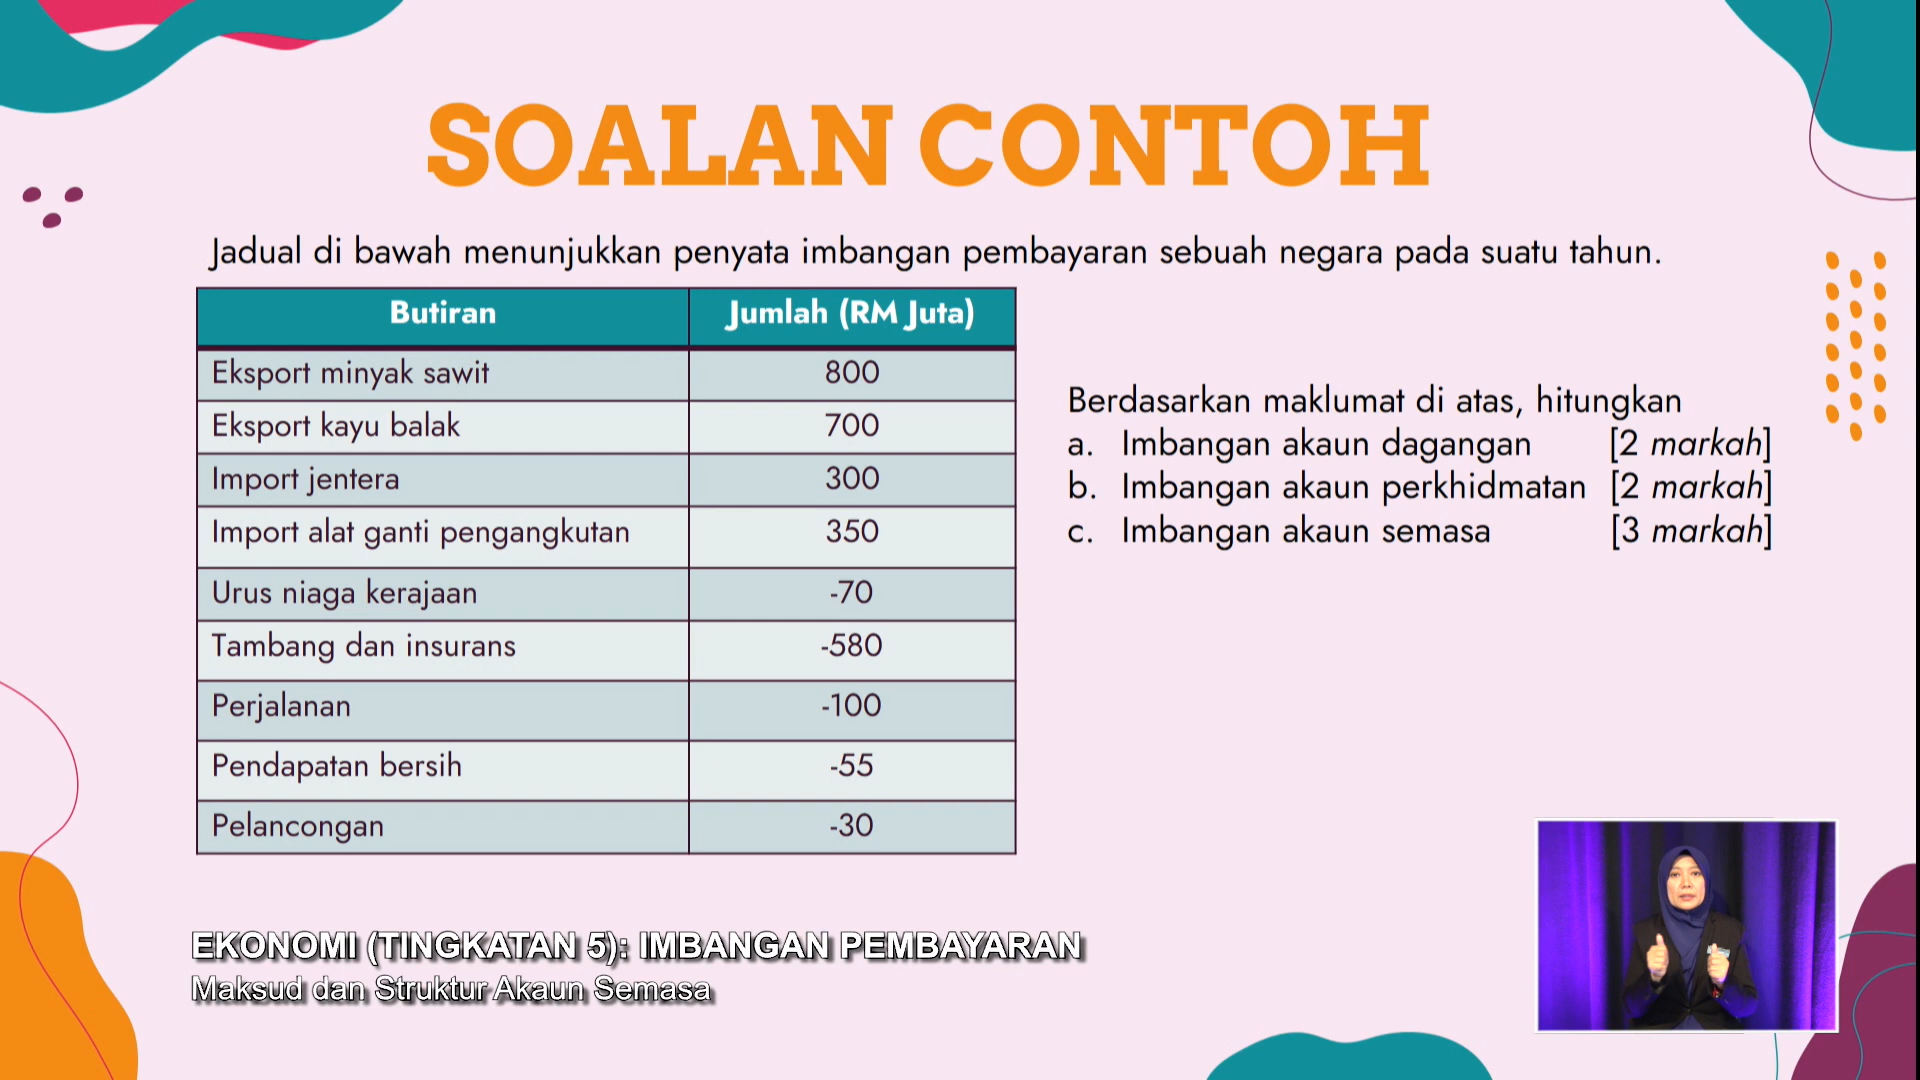 SOALAN CONTOH
Jadual di bawah menunjukkan penyata imbangan pembayaran sebuah negara pada suatu tahun.
Butiran Jumlah (RM Juta)
Eksport minyak sawit 800
Eksport kayu balak 700
Import jentera 300
Import alat ganti pengangkutan 350
Urus niaga kerajaan -70
Tambang dan insurans -580
Perjalanan -100
Pendapatan bersih -55
Pelancongan -30
Berdasarkan maklumat di atas, hitungkan
a. Imbangan akaun dagangan [2 markah]
b. Imbangan akaun perkhidmatan [2 markah]
c. Imbangan akaun semasa [3 markah]
EKONOMI (TINGKATAN 5): IMBANGAN PEMBAYARAN
Maksud dan Struktur Akaun Semasa